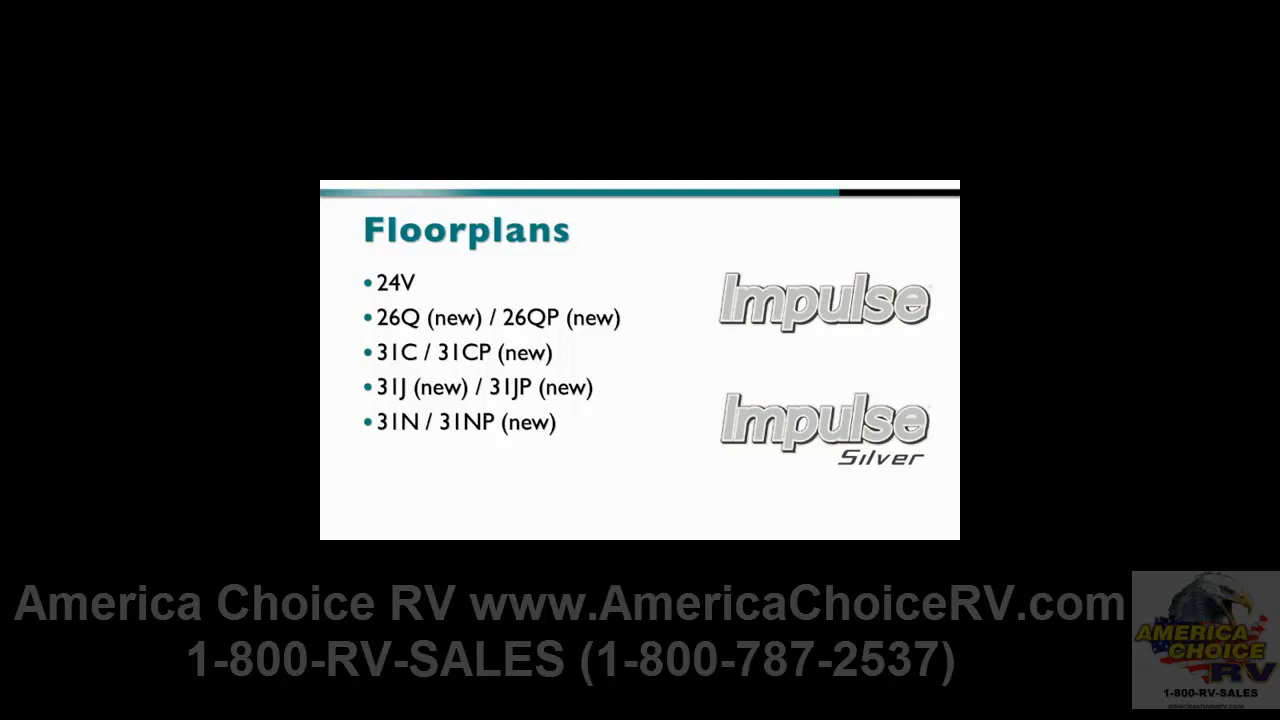 Floorplans
•24V
•26Q (new) / 26QP (new)
•31C / 31CP (new)
•31J (new) / 31JP (new)
•31N / 31NP (new)
Impulse
Impulse
Silver
America Choice RV www.AmericaChoiceRV.com
1-800-RV-SALES (1-800-787-2537)
AMERICA
CHOICE
RV
1-800-RV-SALES
americachoicerv.com